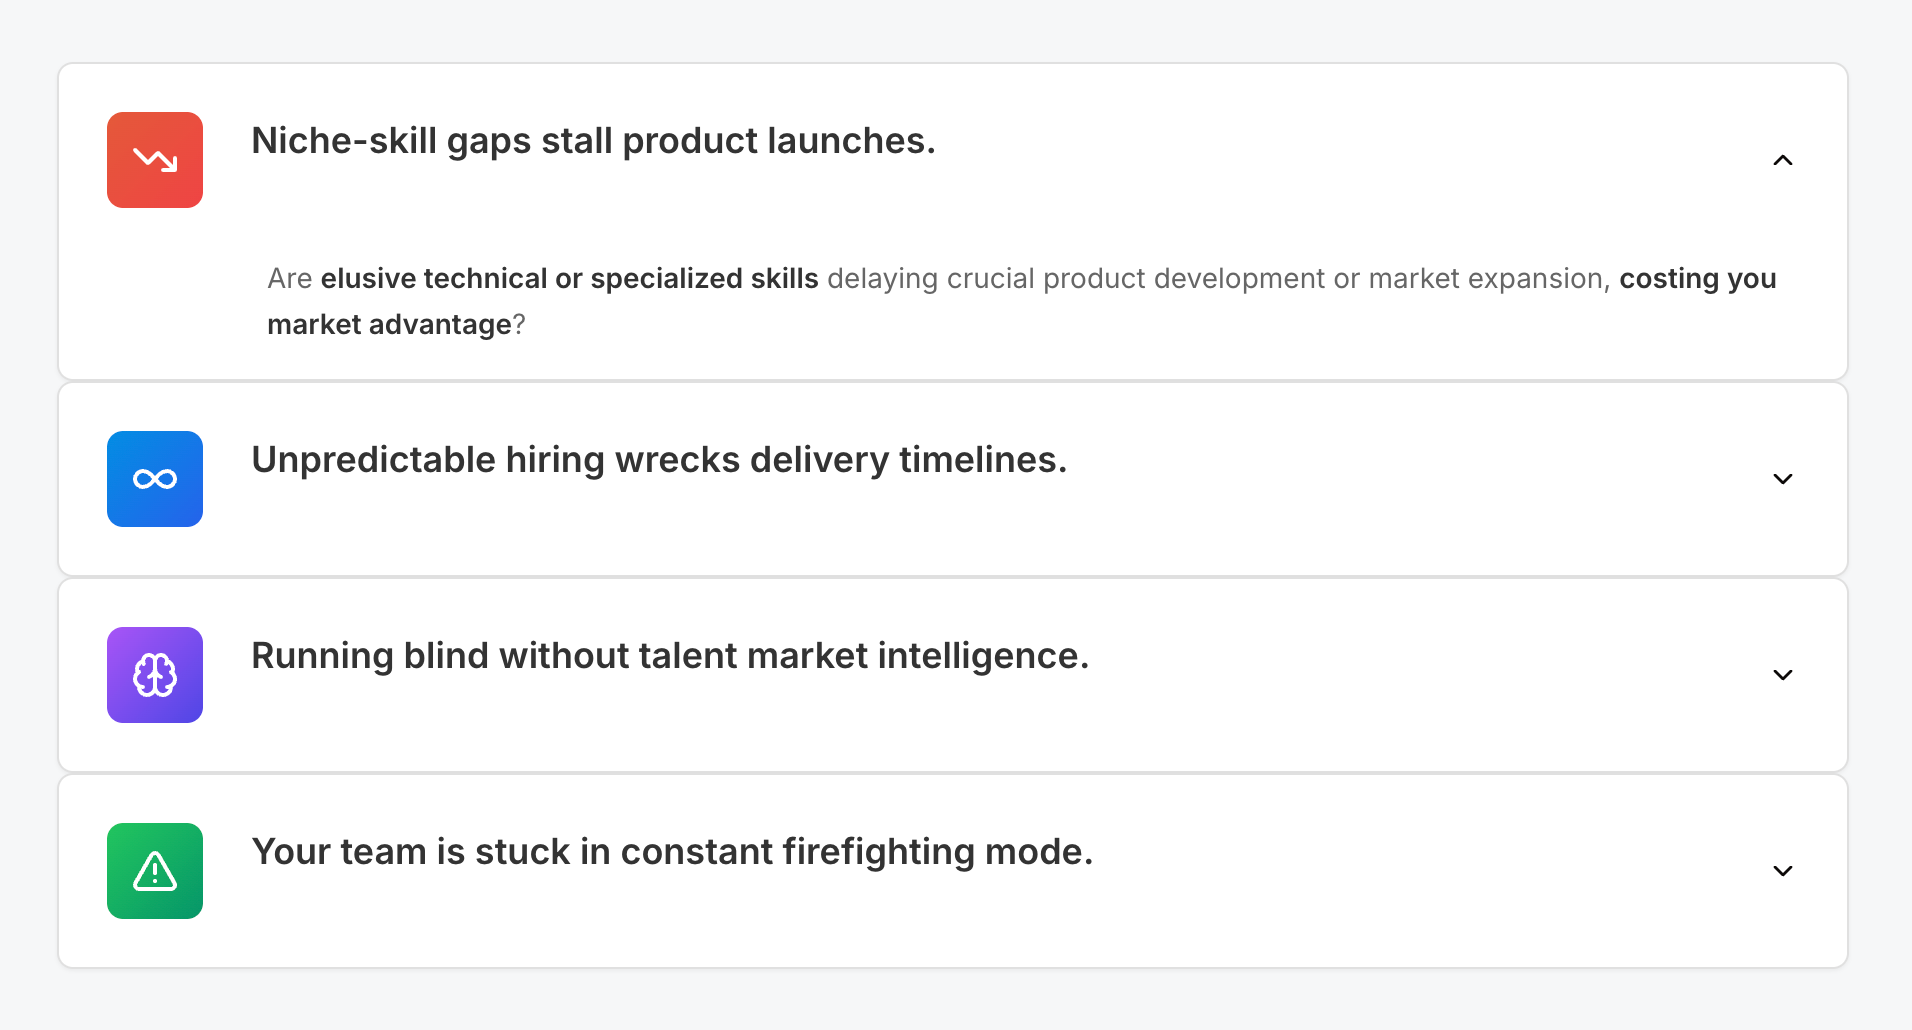 Niche-skill gaps stall product launches.
Are elusive technical or specialized skills delaying crucial product development or market expansion, costing you
market advantage?
Unpredictable hiring wrecks delivery timelines.
Running blind without talent market intelligence.
Your team is stuck in constant firefighting mode.